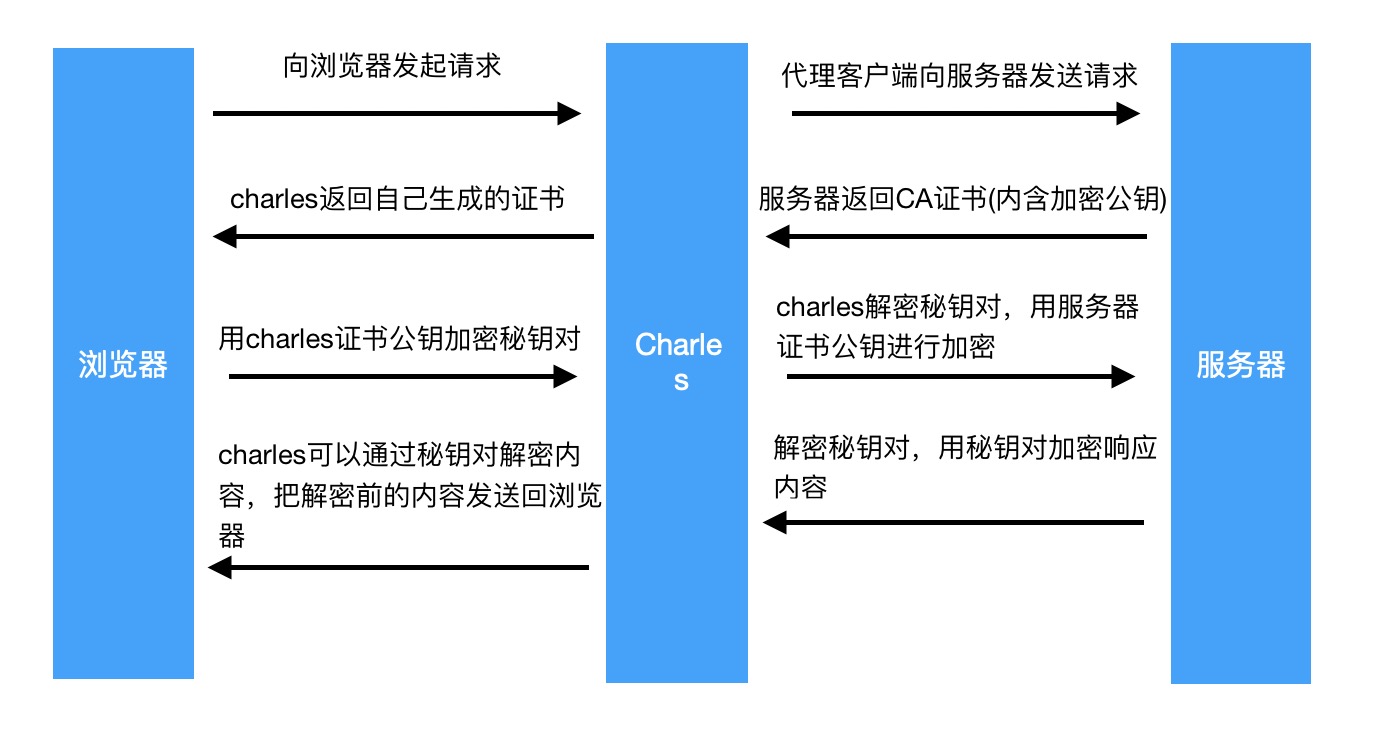 向浏览器发起请求
代理客户端向服务器发送请求
charles返回自己生成的证书
服务器返回CA证书(内含加密公钥)
用charles证书公钥加密秘钥对
charles解密秘钥对，用服务器
证书公钥进行加密
浏览器
Charle
s
服务器
charles可以通过秘钥对解密内
容，把解密前的内容发送回浏览
器
解密秘钥对，用秘钥对加密响应
内容